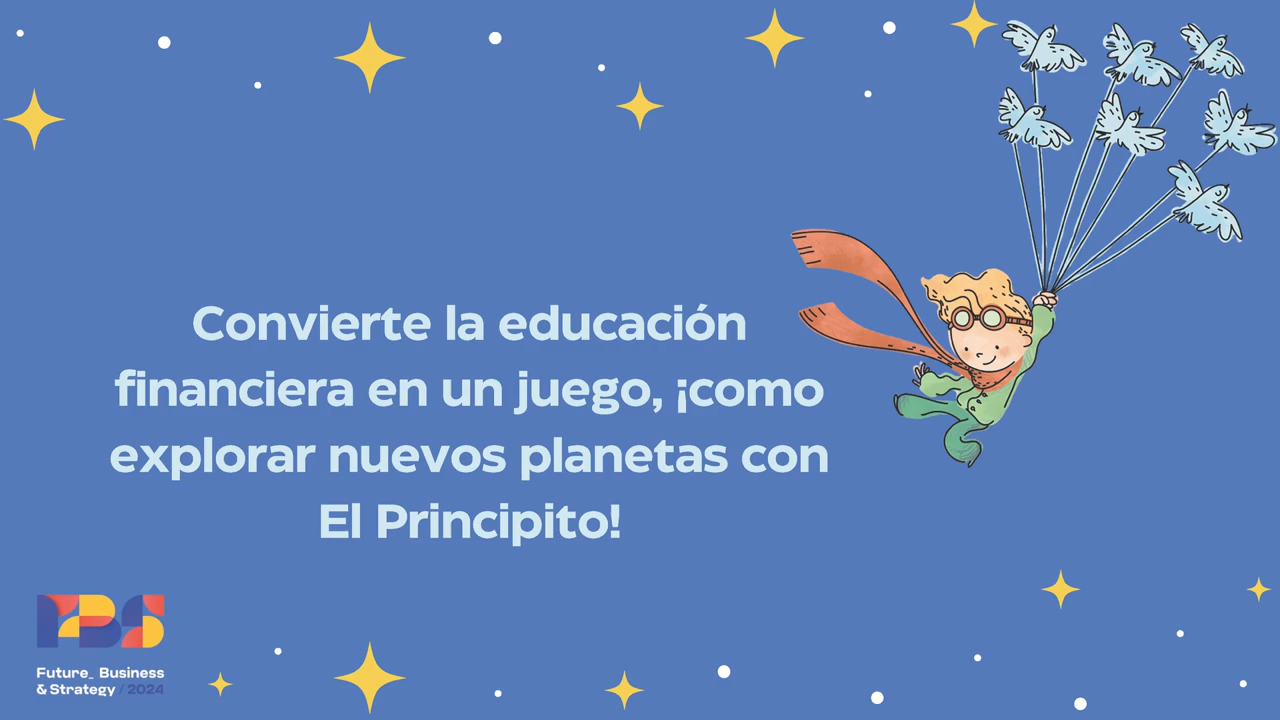 Convierte la educación
financiera en un juego, ¡como
explorar nuevos planetas con
El Principito!
FBS
Future_ Business
& Strategy / 2024